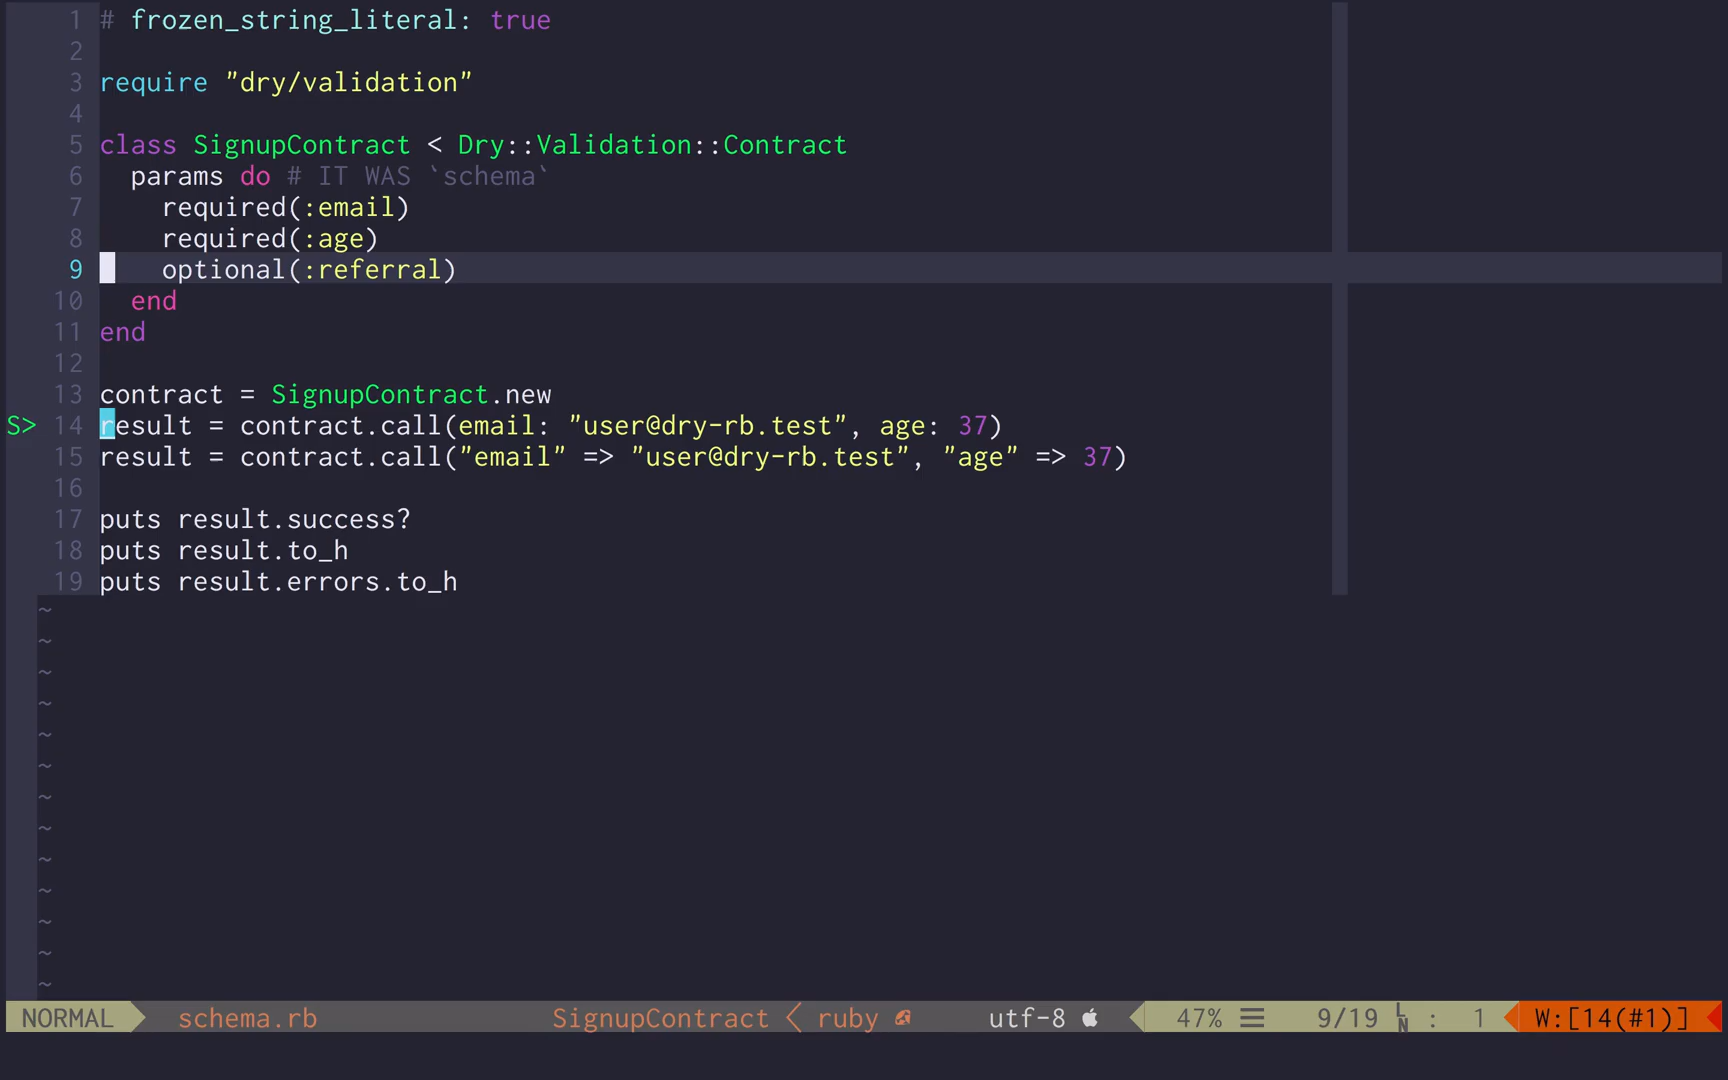 1 # frozen_string_literal: true
2
3 require "dry/validation"
4
5 class SignupContract < Dry::Validation::Contract
6 params do # IT WAS `schema`
7 required(:email)
8 required(:age)
9 optional(:referral)
10 end
11 end
12
13 contract = SignupContract.new
S> 14 result = contract.call(email: "user@dry-rb.test", age: 37)
15 result = contract.call("email" => "user@dry-rb.test", "age" => 37)
16
17 puts result.success?
18 puts result.to_h
19 puts result.errors.to_h
~
~
~
~
~
~
~
~
~
~
~
~
~
NORMAL schema.rb SignupContract < ruby utf-8 47% ☰ 9/19 LN : 1 W:[14(#1)]